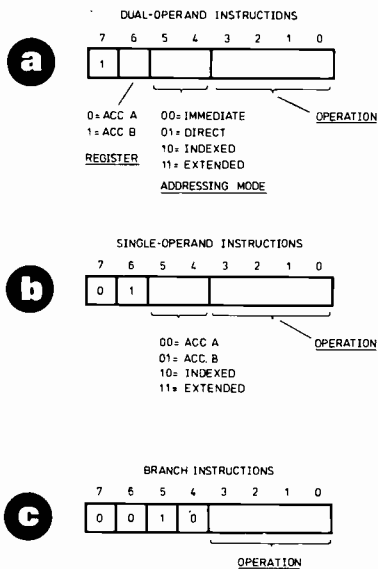 DUAL-OPERAND INSTRUCTIONS
7 6 5 4 3 2 1 0
a
1
0= ACC A
1= ACC B
REGISTER
00= IMMEDIATE
01= DIRECT
10= INDEXED
11= EXTENDED
ADDRESSING MODE
OPERATION
SINGLE-OPERAND INSTRUCTIONS
7 6 5 4 3 2 1 0
b
0 1
00= ACC A
01= ACC. B
10= INDEXED
11= EXTENDED
OPERATION
BRANCH INSTRUCTIONS
7 6 5 4 3 2 1 0
c
0 0 1 0
OPERATION